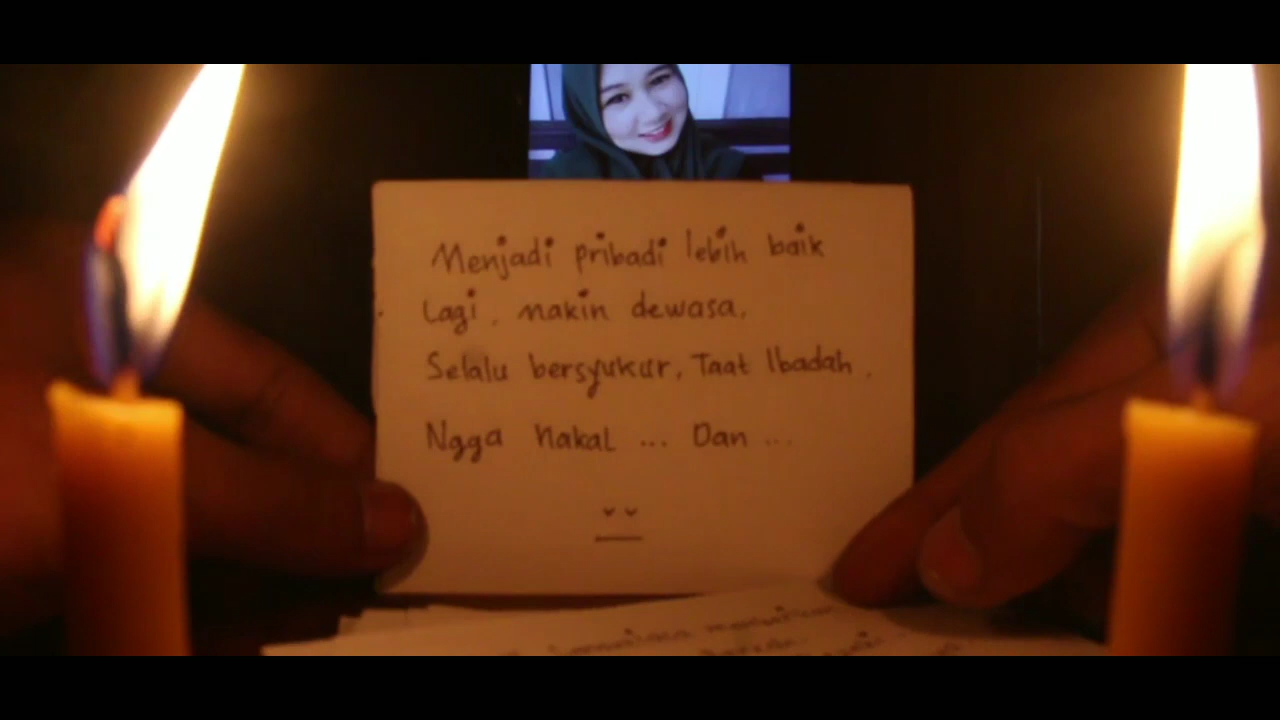 Menjadi pribadi lebih baik
Lagi, makin dewasa,
Selalu bersyukur, Taat Ibadah,
Ngga Nakal ... Dan ...